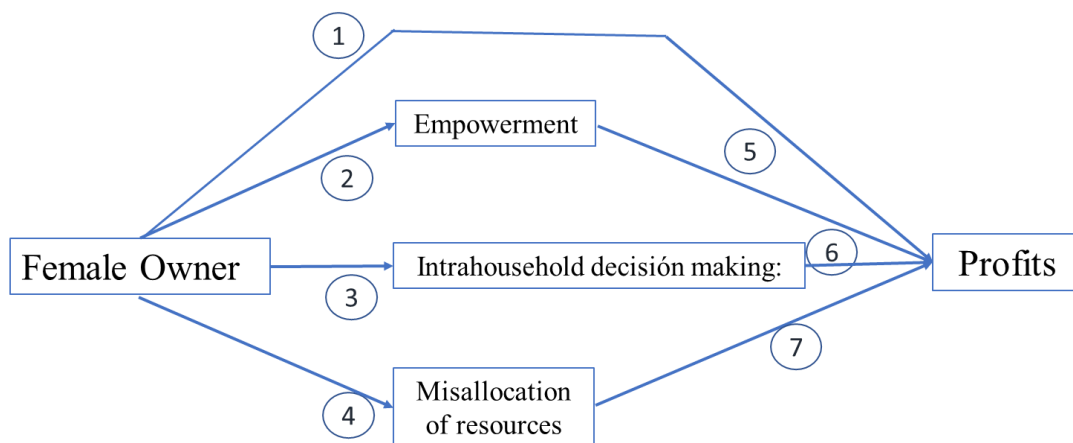 1
Empowerment
5
2
Female Owner
Intrahousehold decisión making:
6
Profits
3
7
Misallocation
of resources
4